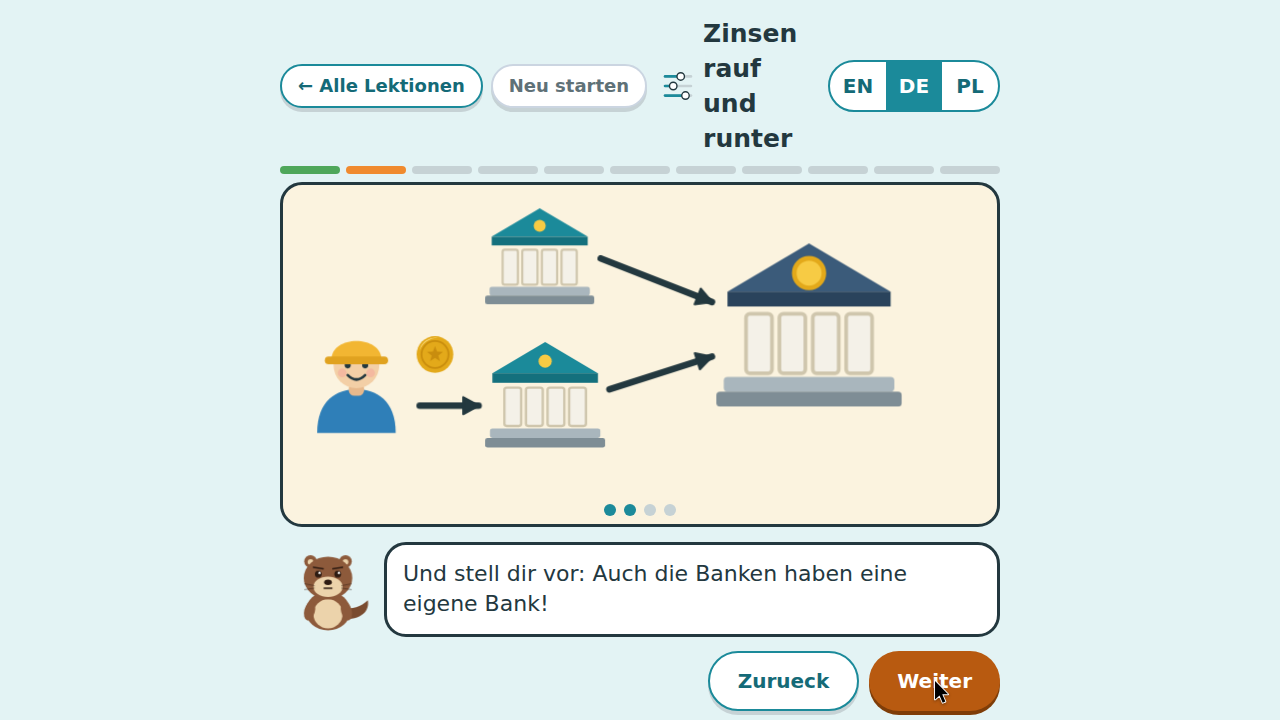 ← Alle Lektionen
Neu starten
Zinsen
rauf
und
runter
EN
DE
PL
Und stell dir vor: Auch die Banken haben eine
eigene Bank!
Zurueck
Weiter